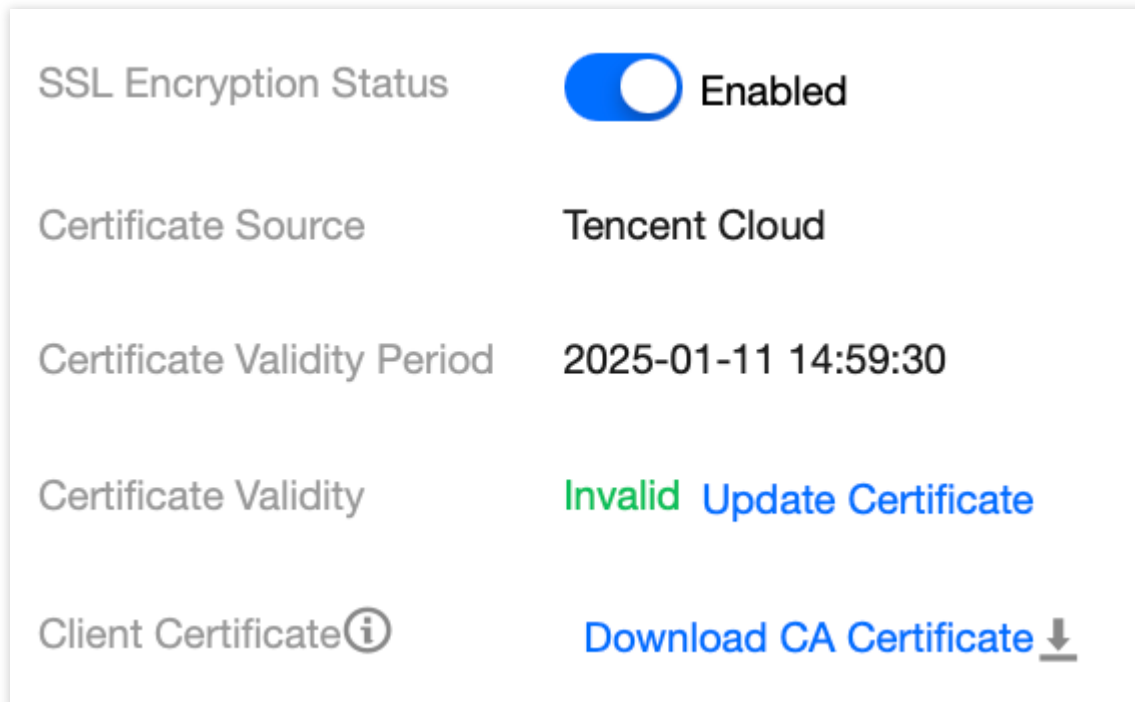 SSL Encryption Status Enabled
Certificate Source Tencent Cloud
Certificate Validity Period 2025-01-11 14:59:30
Certificate Validity Invalid Update Certificate
Client Certificate Download CA Certificate